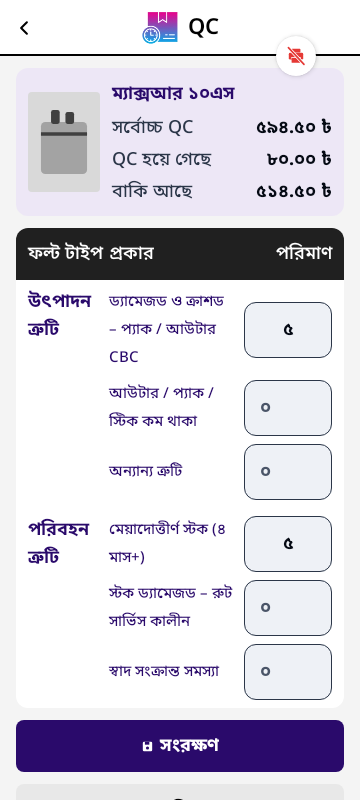 QC
ম্যাক্সআর ১০এস
সর্বোচ্চ QC ৫৯৪.৫০ ৳
QC হয়ে গেছে ৮০.০০ ৳
বাকি আছে ৫১৪.৫০ ৳
ফল্ট টাইপ প্রকার পরিমাণ
উৎপাদন ত্রুটি
ড্যামেজড ও ক্রাশড
– প্যাক / আউটার
CBC
৫
আউটার / প্যাক /
স্টিক কম থাকা
০
অন্যান্য ত্রুটি
০
পরিবহন
ত্রুটি
মেয়াদোত্তীর্ণ স্টক (৪
মাস+)
৫
স্টক ড্যামেজড – রুট
সার্ভিস কালীন
০
স্বাদ সংক্রান্ত সমস্যা
০
সংরক্ষণ